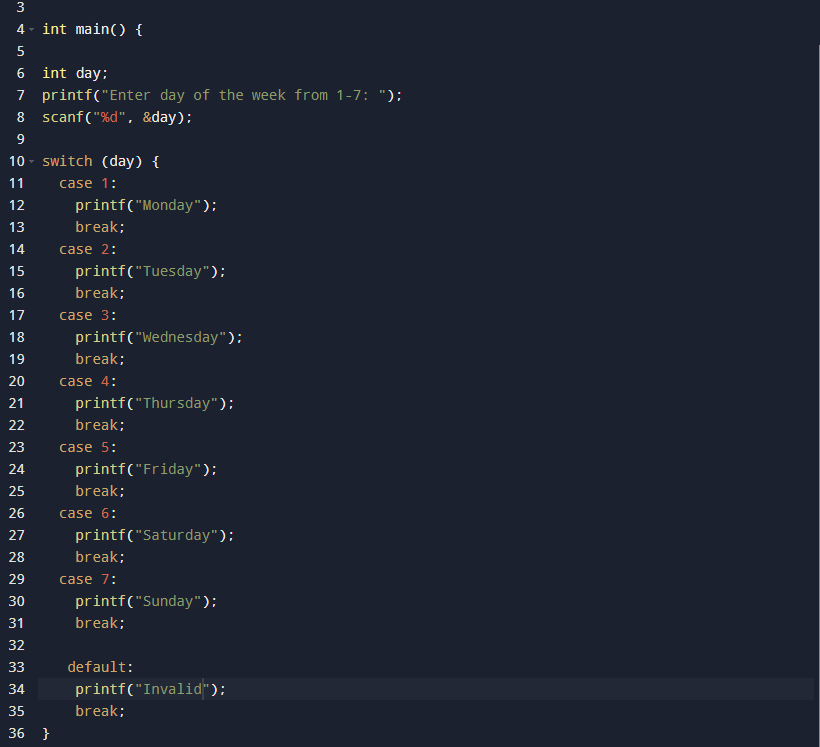 3
4 int main() {
5
6 int day;
7 printf("Enter day of the week from 1-7: ");
8 scanf("%d", &day);
9
10 switch (day) {
11   case 1:
12     printf("Monday");
13     break;
14   case 2:
15     printf("Tuesday");
16     break;
17   case 3:
18     printf("Wednesday");
19     break;
20   case 4:
21     printf("Thursday");
22     break;
23   case 5:
24     printf("Friday");
25     break;
26   case 6:
27     printf("Saturday");
28     break;
29   case 7:
30     printf("Sunday");
31     break;
32
33    default:
34     printf("Invalid");
35     break;
36 }